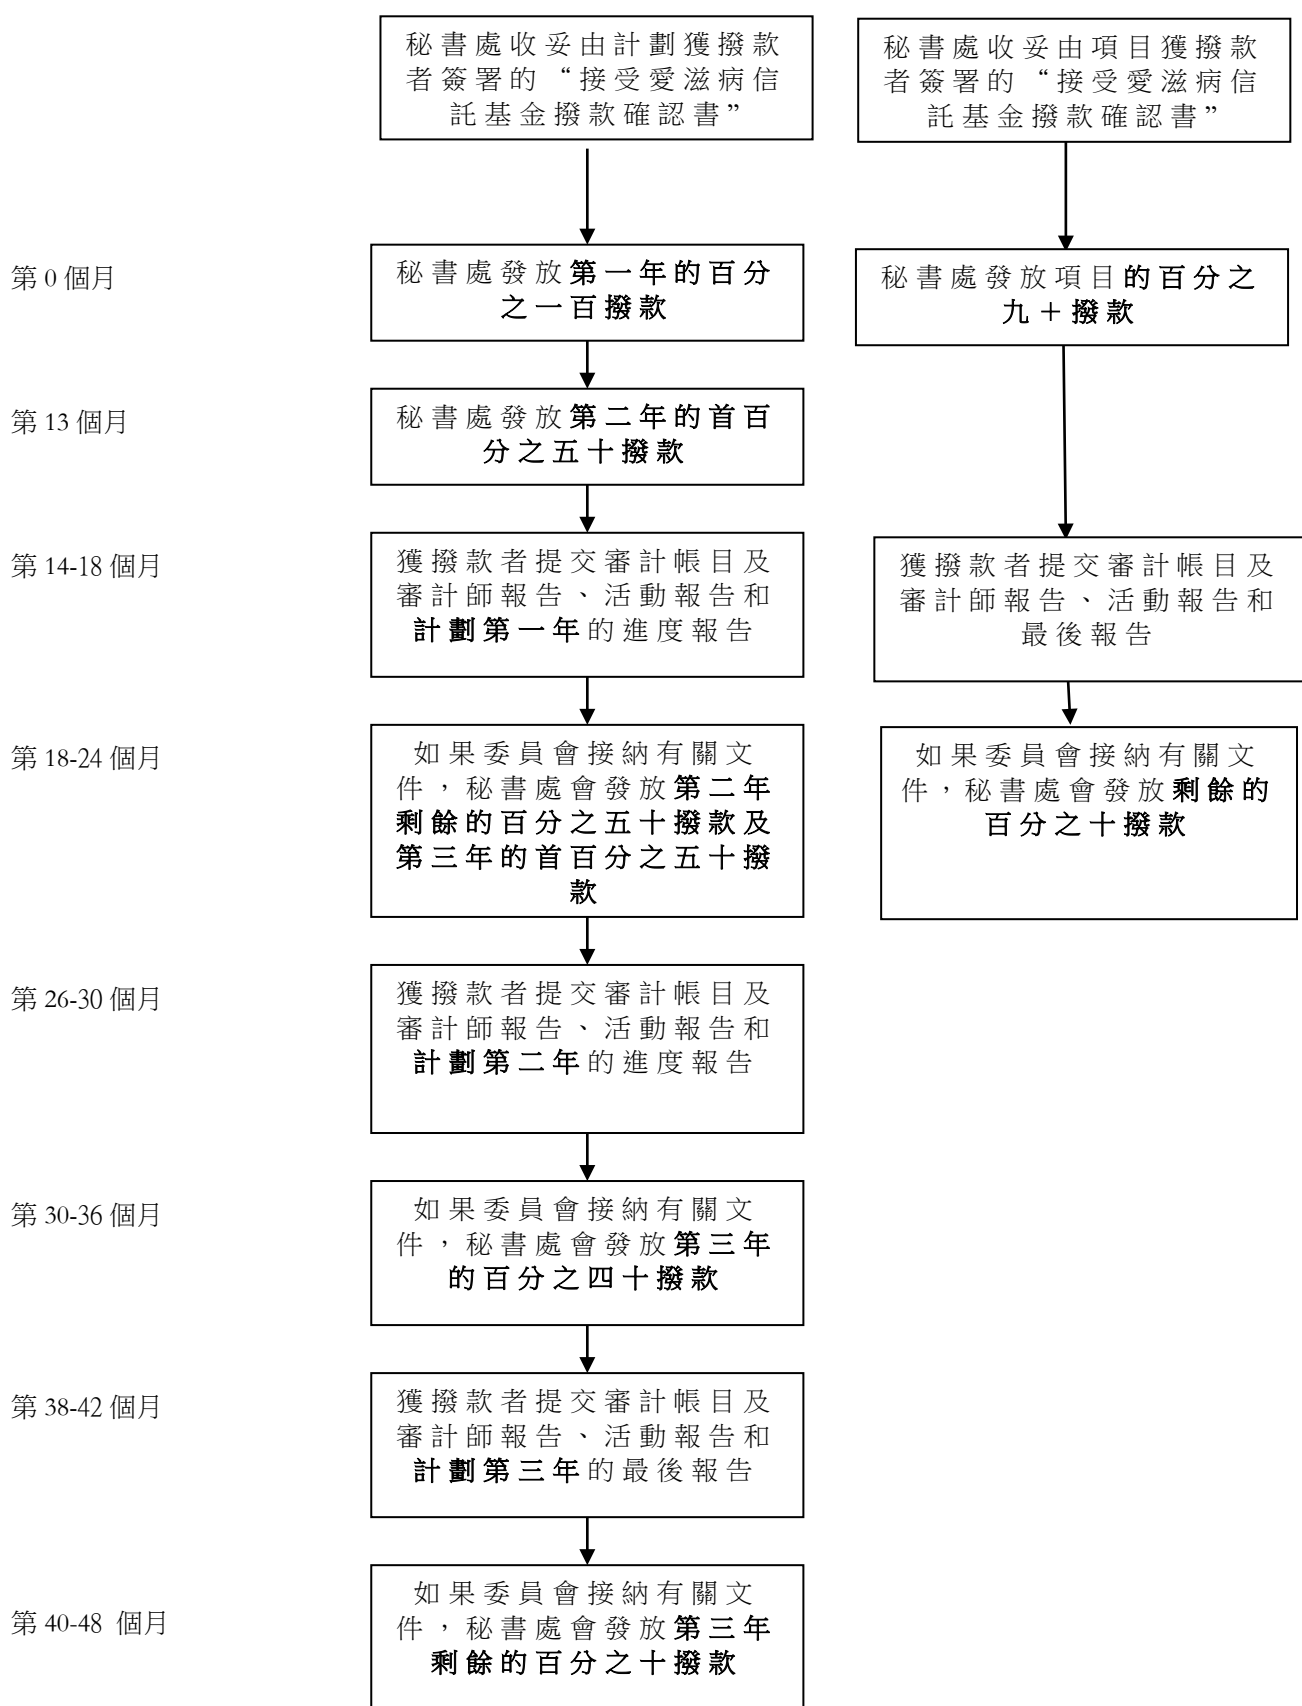 秘書處收妥由計劃獲撥款
者簽署的“接受愛滋病信
託基金撥款確認書”
秘書處收妥由項目獲撥款
者簽署的“接受愛滋病信
託基金撥款確認書”
第 0 個月
秘書處發放第一年的百分
之一百撥款
秘書處發放項目的百分之
九＋撥款
第 13 個月
秘書處發放第二年的首百
分之五十撥款
第 14-18 個月
獲撥款者提交審計帳目及
審計師報告、活動報告和
計劃第一年的進度報告
獲撥款者提交審計帳目及
審計師報告、活動報告和
最後報告
第 18-24 個月
如果委員會接納有關文
件，秘書處會發放第二年
剩餘的百分之五十撥款及
第三年的首百分之五十撥
款
如果委員會接納有關文
件，秘書處會發放剩餘的
百分之十撥款
第 26-30 個月
獲撥款者提交審計帳目及
審計師報告、活動報告和
計劃第二年的進度報告
第 30-36 個月
如果委員會接納有關文
件，秘書處會發放第三年
的百分之四十撥款
第 38-42 個月
獲撥款者提交審計帳目及
審計師報告、活動報告和
計劃第三年的最後報告
第 40-48 個月
如果委員會接納有關文
件，秘書處會發放第三年
剩餘的百分之十撥款